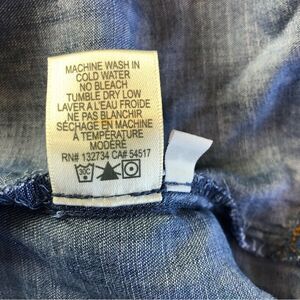 MACHINE WASH IN
COLD WATER
NO BLEACH
TUMBLE DRY LOW
LAVER A L'EAU FROIDE
NE PAS BLANCHIR
SÉCHAGE EN MACHINE
À TEMPÉRATURE
MODÉRÉ
RN# 132734 CA# 54517